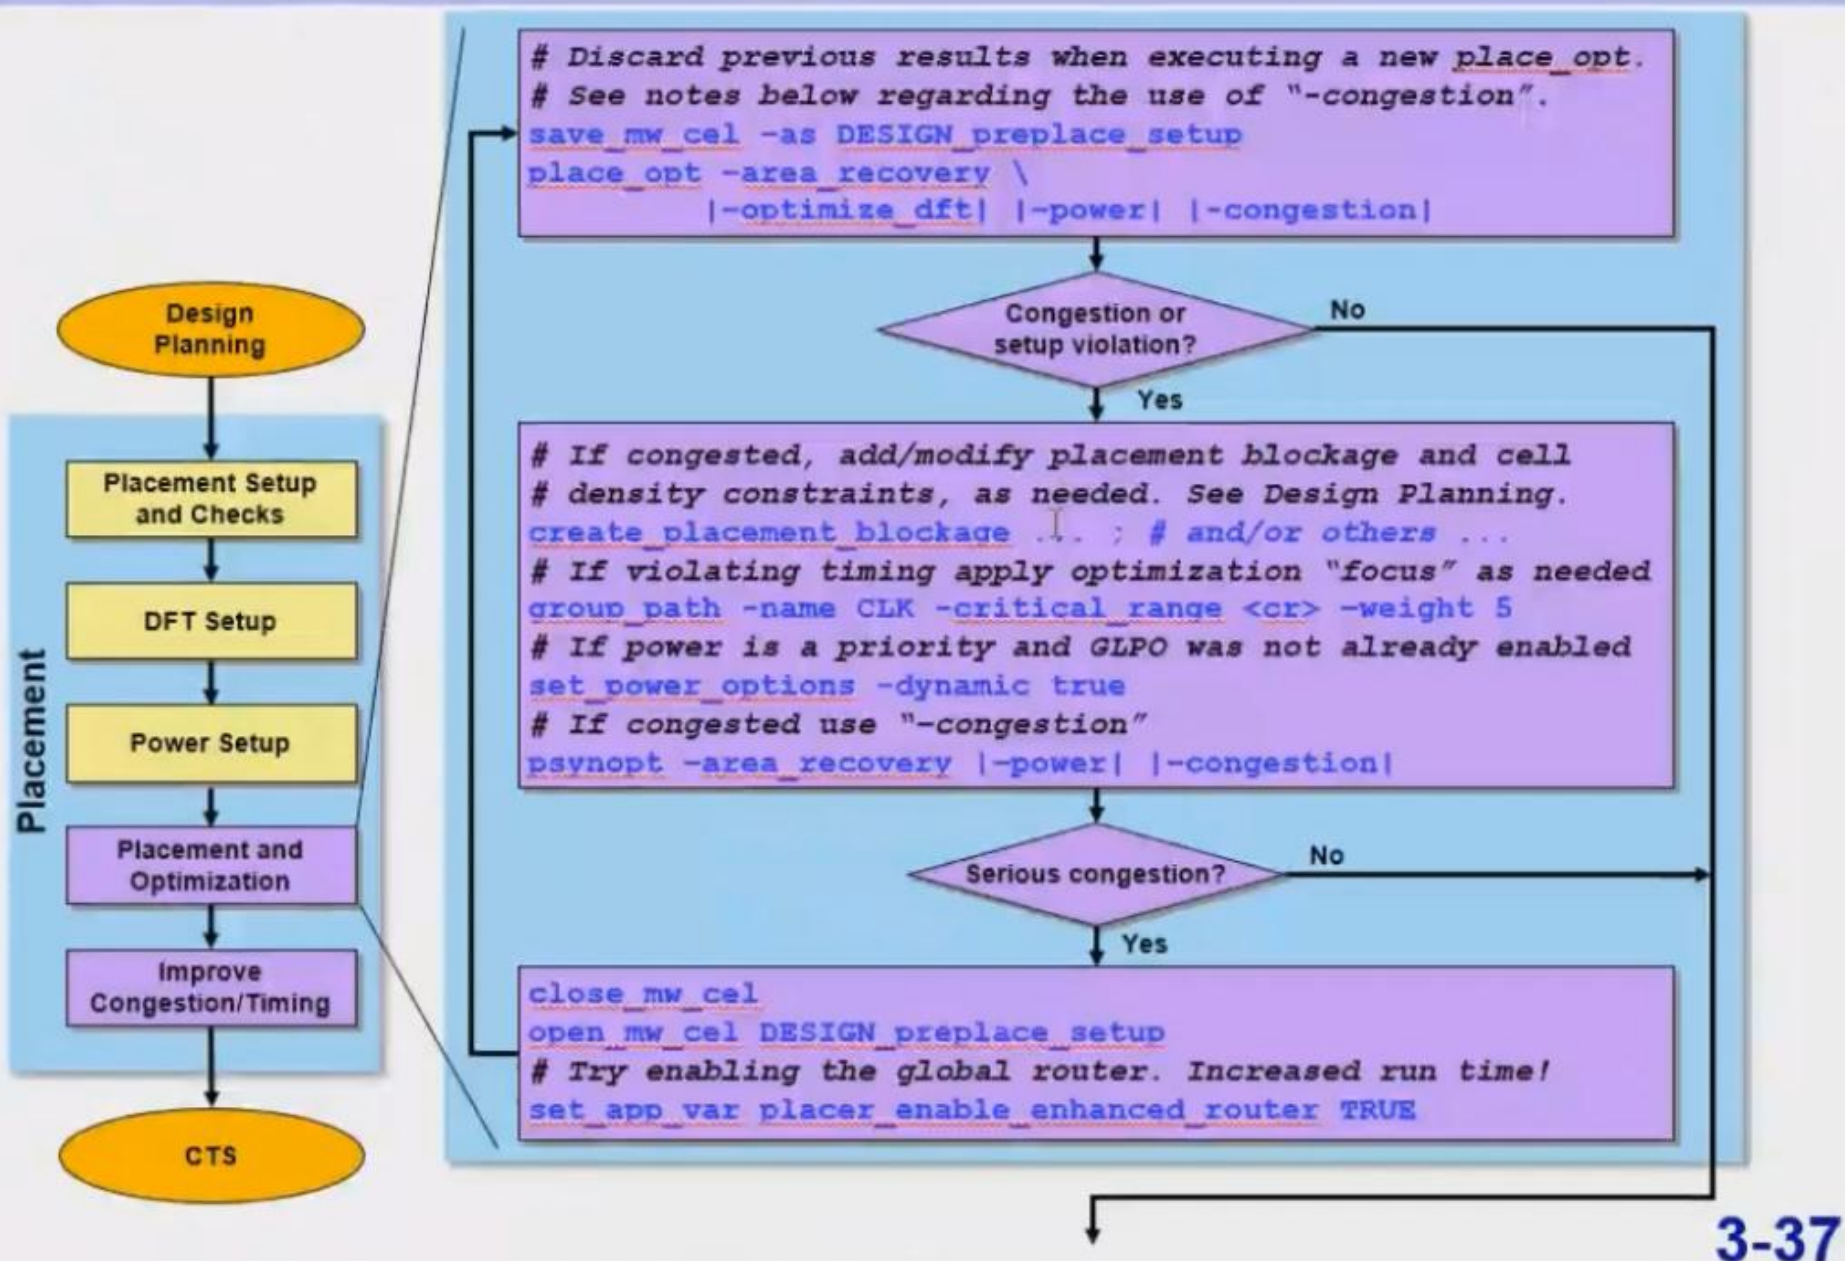 Design
Planning
Placement
Placement Setup
and Checks
DFT Setup
Power Setup
Placement and
Optimization
Improve
Congestion/Timing
CTS
# Discard previous results when executing a new place_opt.
# See notes below regarding the use of “-congestion”.
save_mw_cel -as DESIGN_preplace_setup
place_opt -area_recovery \
|-optimize_dft| |-power| |-congestion|
Congestion or
setup violation?
No
Yes
# If congested, add/modify placement blockage and cell
# density constraints, as needed. See Design Planning.
create_placement_blockage ... ; # and/or others ...
# If violating timing apply optimization “focus” as needed
group_path -name CLK -critical_range <cr> -weight 5
# If power is a priority and GLPO was not already enabled
set_power_options -dynamic true
# If congested use “-congestion”
psynopt -area_recovery |-power| |-congestion|
Serious congestion?
No
Yes
close_mw_cel
open_mw_cel DESIGN_preplace_setup
# Try enabling the global router. Increased run time!
set_app_var placer_enable_enhanced_router TRUE
3-37